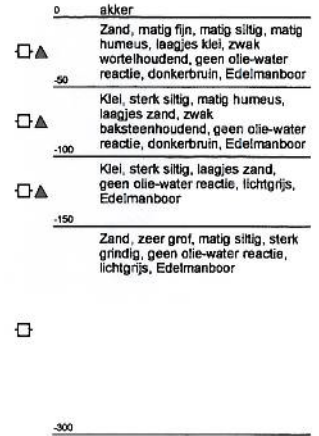 0 akker
Zand, matig fijn, matig siltig, matig
humeus, laagjes klei, zwak
wortelhoudend, geen olie-water
reactie, donkerbruin, Edelmanboor
-50
Klei, sterk siltig, matig humeus,
laagjes zand, zwak
baksteenhoudend, geen olie-water
reactie, donkerbruin, Edelmanboor
-100
Klei, sterk siltig, laagjes zand,
geen olie-water reactie, lichtgrijs,
Edelmanboor
-150
Zand, zeer grof, matig siltig, sterk
grindig, geen olie-water reactie,
lichtgrijs, Edelmanboor
-300